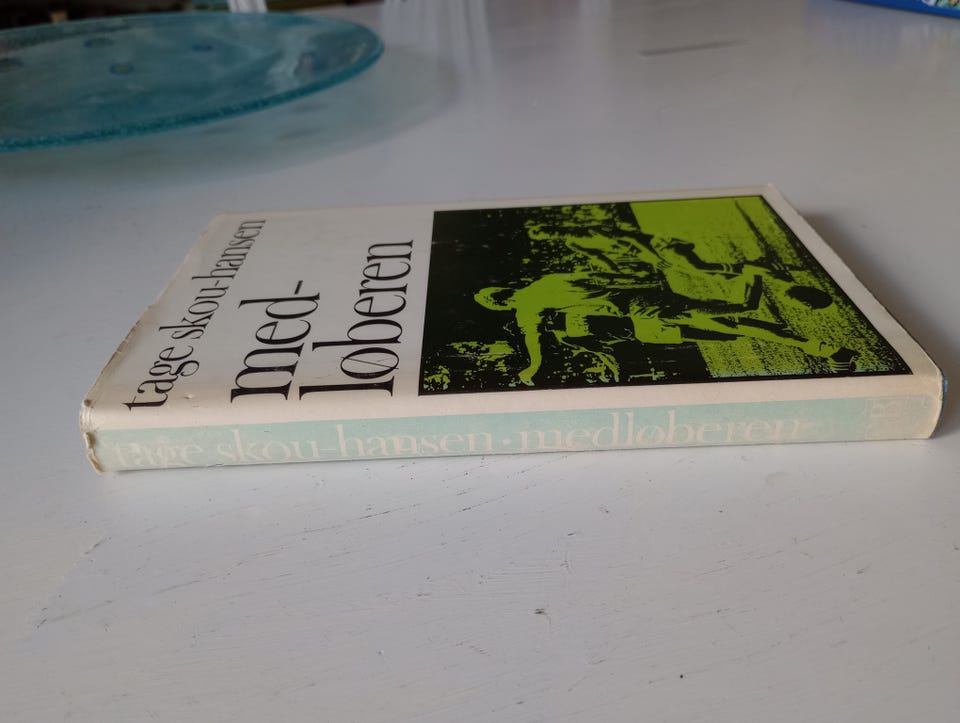 tage skou-hansen
med-
løberen
tage skou-hansen · medløberen